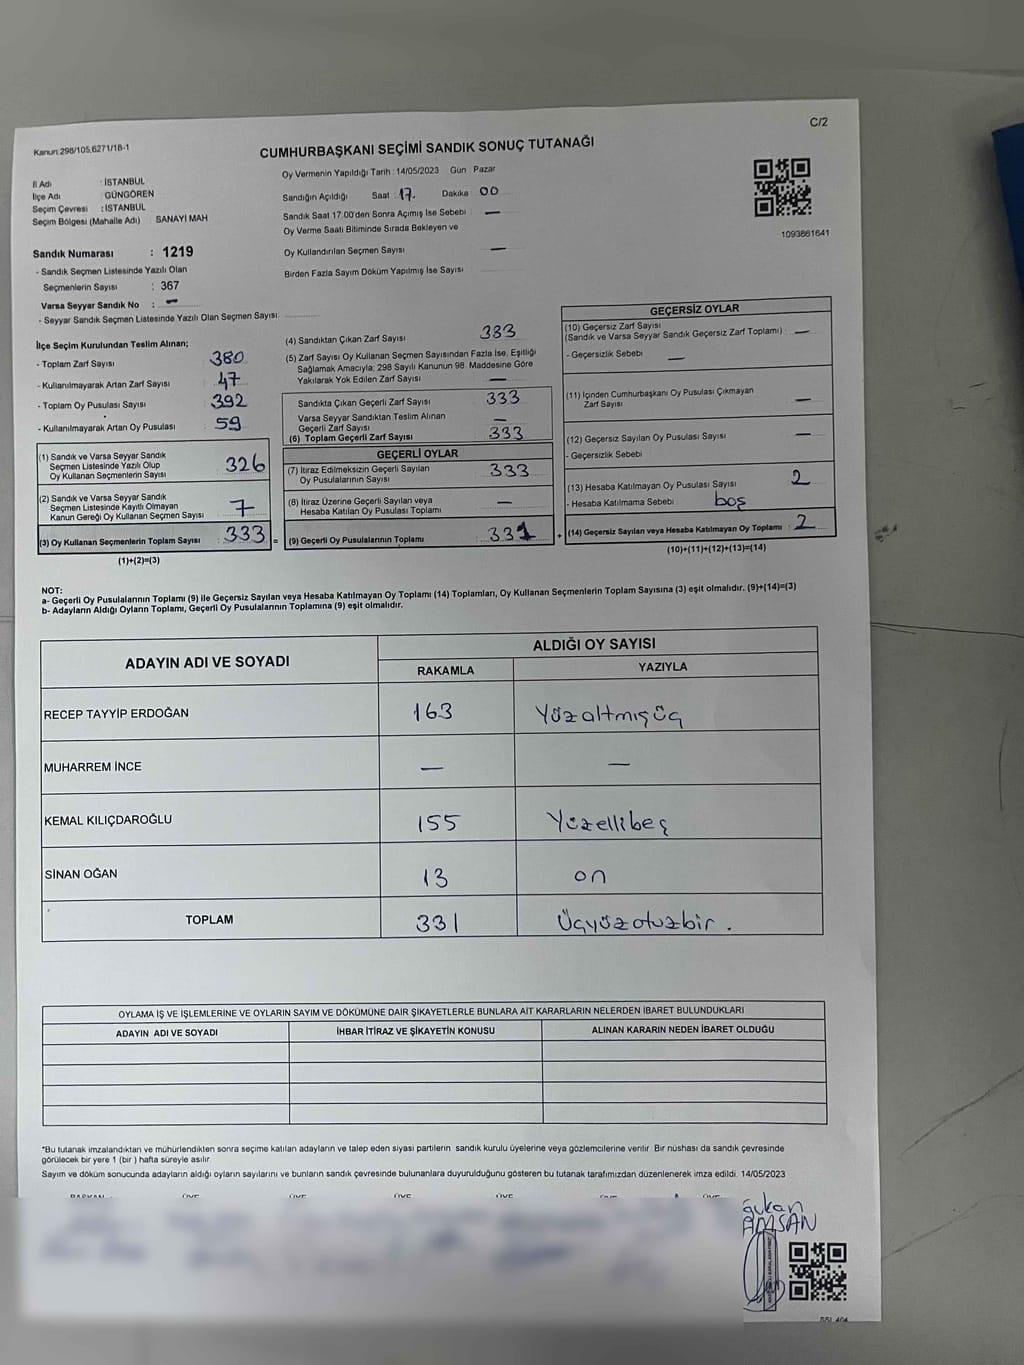 C/2
Kanun:298/105,6271/18-1
CUMHURBAŞKANI SEÇİMİ SANDIK SONUÇ TUTANAĞI
İl Adı : İSTANBUL
İlçe Adı : GÜNGÖREN
Seçim Çevresi : İSTANBUL
Seçim Bölgesi (Mahalle Adı) : SANAYİ MAH
Sandık Numarası : 1219
- Sandık Seçmen Listesinde Yazılı Olan
Seçmenlerin Sayısı : 367
Varsa Seyyar Sandık No : —
- Seyyar Sandık Seçmen Listesinde Yazılı Olan Seçmen Sayısı
Oy Vermenin Yapıldığı Tarih : 14/05/2023 Gün Pazar
Sandığın Açıldığı Saat : 17. Dakika 00
Sandık Saat 17:00'den Sonra Açılmış İse Sebebi —
Oy Verme Saati Bitiminde Sırada Bekleyen ve
Oy Kullandırılan Seçmen Sayısı —
Birden Fazla Sayım Döküm Yapılmış İse Sayısı
1093861641
İlçe Seçim Kurulundan Teslim Alınan;
- Toplam Zarf Sayısı : 380
- Kullanılmayarak Artan Zarf Sayısı : 47
- Toplam Oy Pusulası Sayısı : 392
- Kullanılmayarak Artan Oy Pusulası : 59
(1) Sandık ve Varsa Seyyar Sandık
Seçmen Listesinde Yazılı Olup
Oy Kullanan Seçmenlerin Sayısı : 326
(2) Sandık ve Varsa Seyyar Sandık
Seçmen Listesinde Kayıtlı Olmayan
Kanun Gereği Oy Kullanan Seçmen Sayısı : 7
(3) Oy Kullanan Seçmenlerin Toplam Sayısı : 333 =
(1)+(2)=(3)
(4) Sandıktan Çıkan Zarf Sayısı 333
(5) Zarf Sayısı Oy Kullanan Seçmen Sayısından Fazla İse, Eşitliği
Sağlamak Amacıyla; 298 Sayılı Kanunun 98. Maddesine Göre
Yakılarak Yok Edilen Zarf Sayısı —
Sandıkta Çıkan Geçerli Zarf Sayısı 333
Varsa Seyyar Sandıktan Teslim Alınan
Geçerli Zarf Sayısı —
(6) Toplam Geçerli Zarf Sayısı 333
GEÇERLİ OYLAR
(7) İtiraz Edilmeksizin Geçerli Sayılan
Oy Pusulalarının Sayısı : 333
(8) İtiraz Üzerine Geçerli Sayılan veya
Hesaba Katılan Oy Pusulası Toplamı —
(9) Geçerli Oy Pusulalarının Toplamı : 331 +
GEÇERSİZ OYLAR
(10) Geçersiz Zarf Sayısı
(Sandık ve Varsa Seyyar Sandık Geçersiz Zarf Toplamı) : —
- Geçersizlik Sebebi —
(11) İçinden Cumhurbaşkanı Oy Pusulası Çıkmayan
Zarf Sayısı —
(12) Geçersiz Sayılan Oy Pusulası Sayısı —
- Geçersizlik Sebebi
(13) Hesaba Katılmayan Oy Pusulası Sayısı 2
- Hesaba Katılmama Sebebi boş
(14) Geçersiz Sayılan veya Hesaba Katılmayan Oy Toplamı : 2
(10)+(11)+(12)+(13)=(14)
NOT:
a- Geçerli Oy Pusulalarının Toplamı (9) ile Geçersiz Sayılan veya Hesaba Katılmayan Oy Toplamı (14) Toplamları, Oy Kullanan Seçmenlerin Toplam Sayısına (3) eşit olmalıdır. (9)+(14)=(3)
b- Adayların Aldığı Oyların Toplamı, Geçerli Oy Pusulalarının Toplamına (9) eşit olmalıdır.
ADAYIN ADI VE SOYADI ALDIĞI OY SAYISI
RAKAMLA YAZIYLA
RECEP TAYYİP ERDOĞAN 163 Yüzaltmışüç
MUHARREM İNCE — —
KEMAL KILIÇDAROĞLU 155 Yüzellibeş
SİNAN OĞAN 13 on
TOPLAM 331 Üçyüzotuzbir.
OYLAMA İŞ VE İŞLEMLERİNE VE OYLARIN SAYIM VE DÖKÜMÜNE DAİR ŞİKAYETLERLE BUNLARA AİT KARARLARIN NELERDEN İBARET BULUNDUKLARI
ADAYIN ADI VE SOYADI İHBAR İTİRAZ VE ŞİKAYETİN KONUSU ALINAN KARARIN NEDEN İBARET OLDUĞU
*Bu tutanak imzalandıktan ve mühürlendikten sonra seçime katılan adayların ve talep eden siyasi partilerin sandık kurulu üyelerine veya gözlemcilerine verilir. Bir nüshası da sandık çevresinde
görülecek bir yere 1 (bir) hafta süreyle asılır.
Sayım ve döküm sonucunda adayların aldığı oyların sayılarını ve bunların sandık çevresinde bulunanlara duyurulduğunu gösteren bu tutanak tarafımızdan düzenlenerek imza edildi. 14/05/2023
BAŞKAN ÜYE ÜYE ÜYE ÜYE ÜYE
AMSAN